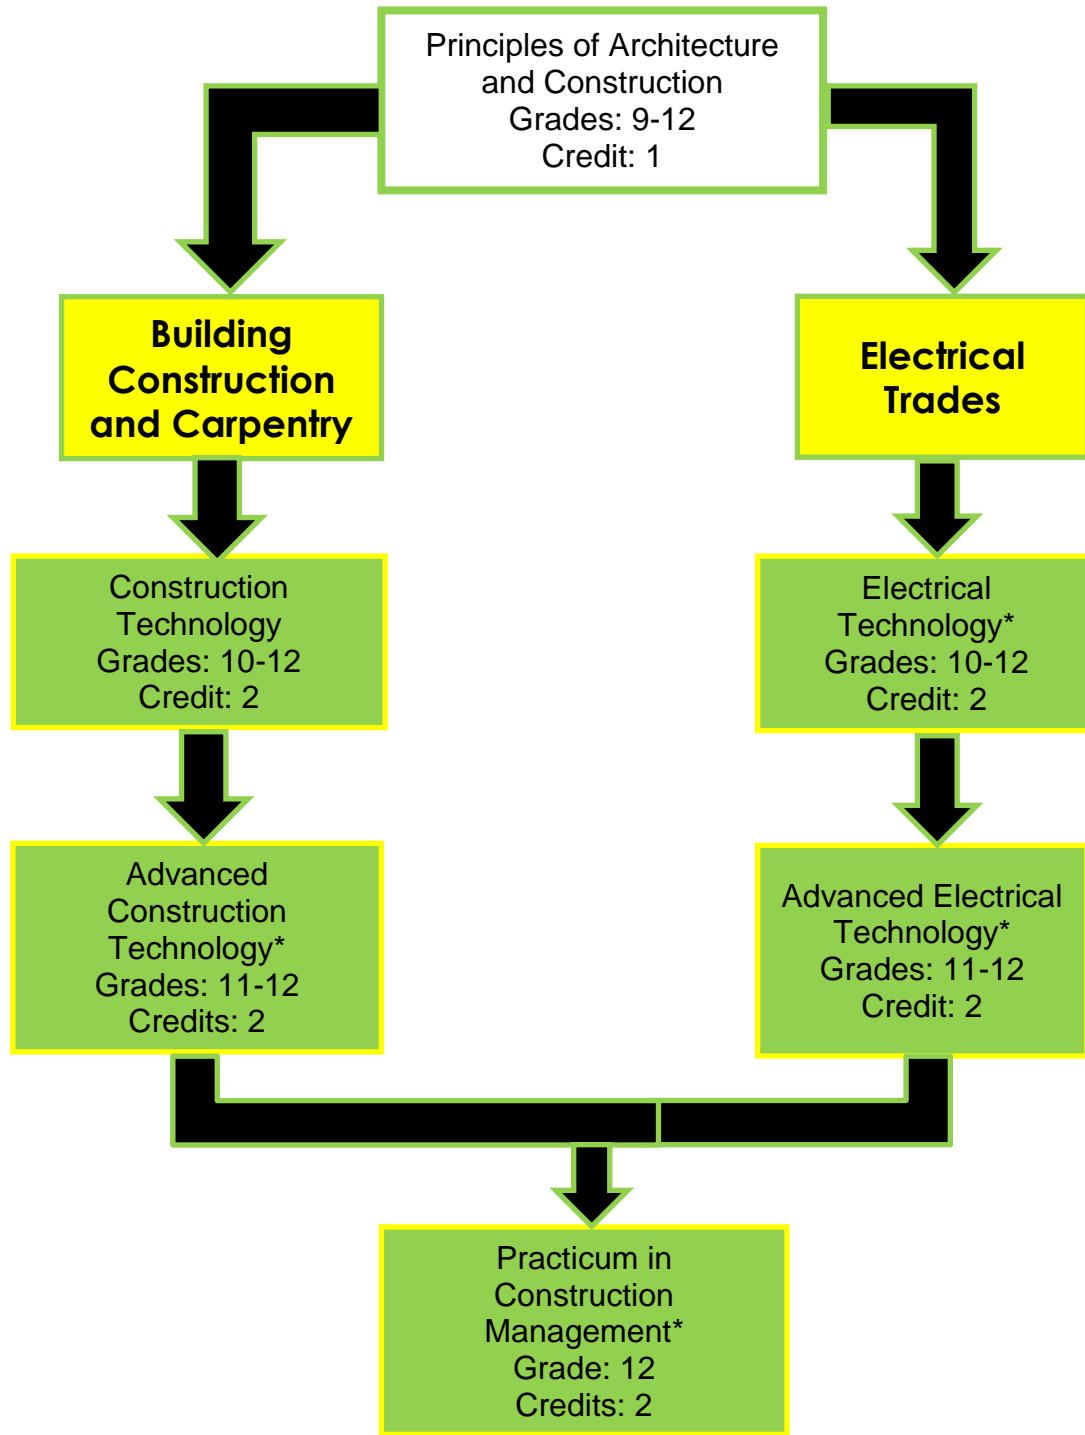 Principles of Architecture
and Construction
Grades: 9-12
Credit: 1
Building
Construction
and Carpentry
Electrical
Trades
Construction
Technology
Grades: 10-12
Credit: 2
Electrical
Technology*
Grades: 10-12
Credit: 2
Advanced
Construction
Technology*
Grades: 11-12
Credits: 2
Advanced Electrical
Technology*
Grades: 11-12
Credit: 2
Practicum in
Construction
Management*
Grade: 12
Credits: 2